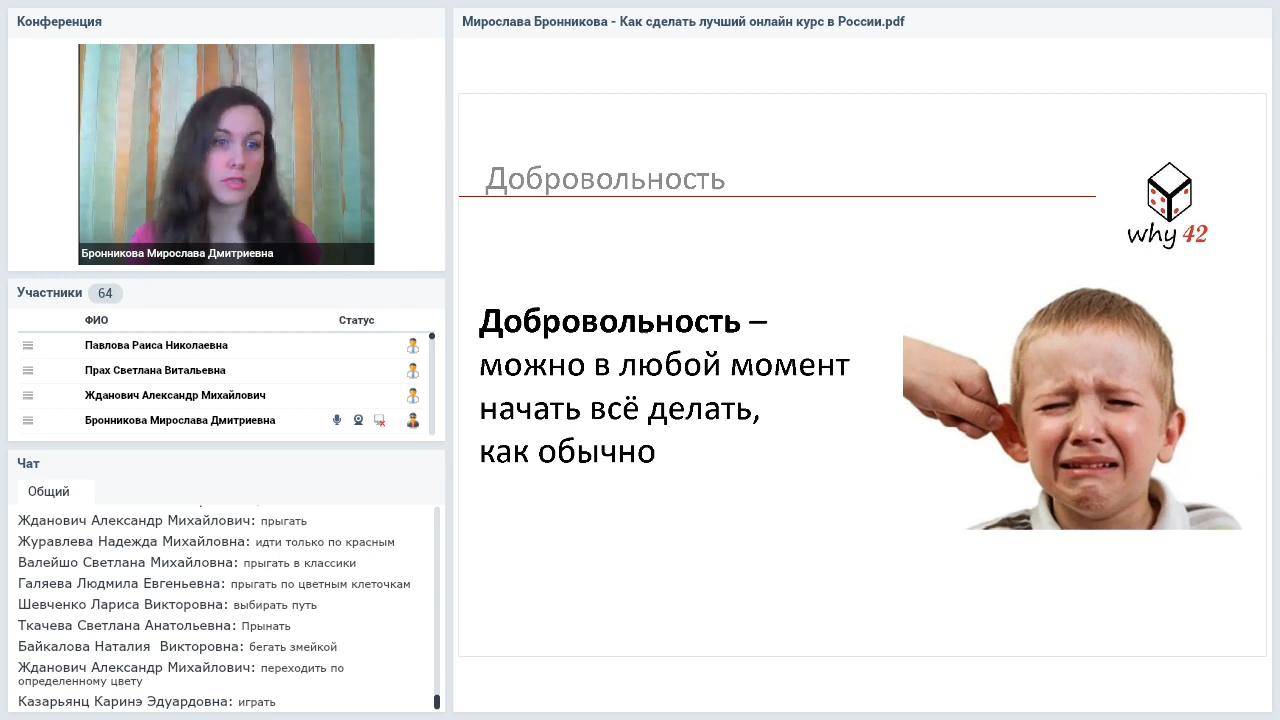 Конференция
Бронникова Мирослава Дмитриевна
Участники 64
ФИО Статус
Павлова Раиса Николаевна
Прах Светлана Витальевна
Жданович Александр Михайлович
Бронникова Мирослава Дмитриевна
Чат
Общий
Жданович Александр Михайлович: прыгать
Журавлева Надежда Михайловна: идти только по красным
Валейшо Светлана Михайловна: прыгать в классики
Галяева Людмила Евгеньевна: прыгать по цветным клеточкам
Шевченко Лариса Викторовна: выбирать путь
Ткачева Светлана Анатольевна: Прынать
Байкалова Наталия  Викторовна: бегать змейкой
Жданович Александр Михайлович: переходить по
определенному цвету
Казарьянц Каринэ Эдуардовна: играть
Мирослава Бронникова - Как сделать лучший онлайн курс в России.pdf
Добровольность
why 42
Добровольность –
можно в любой момент
начать всё делать,
как обычно